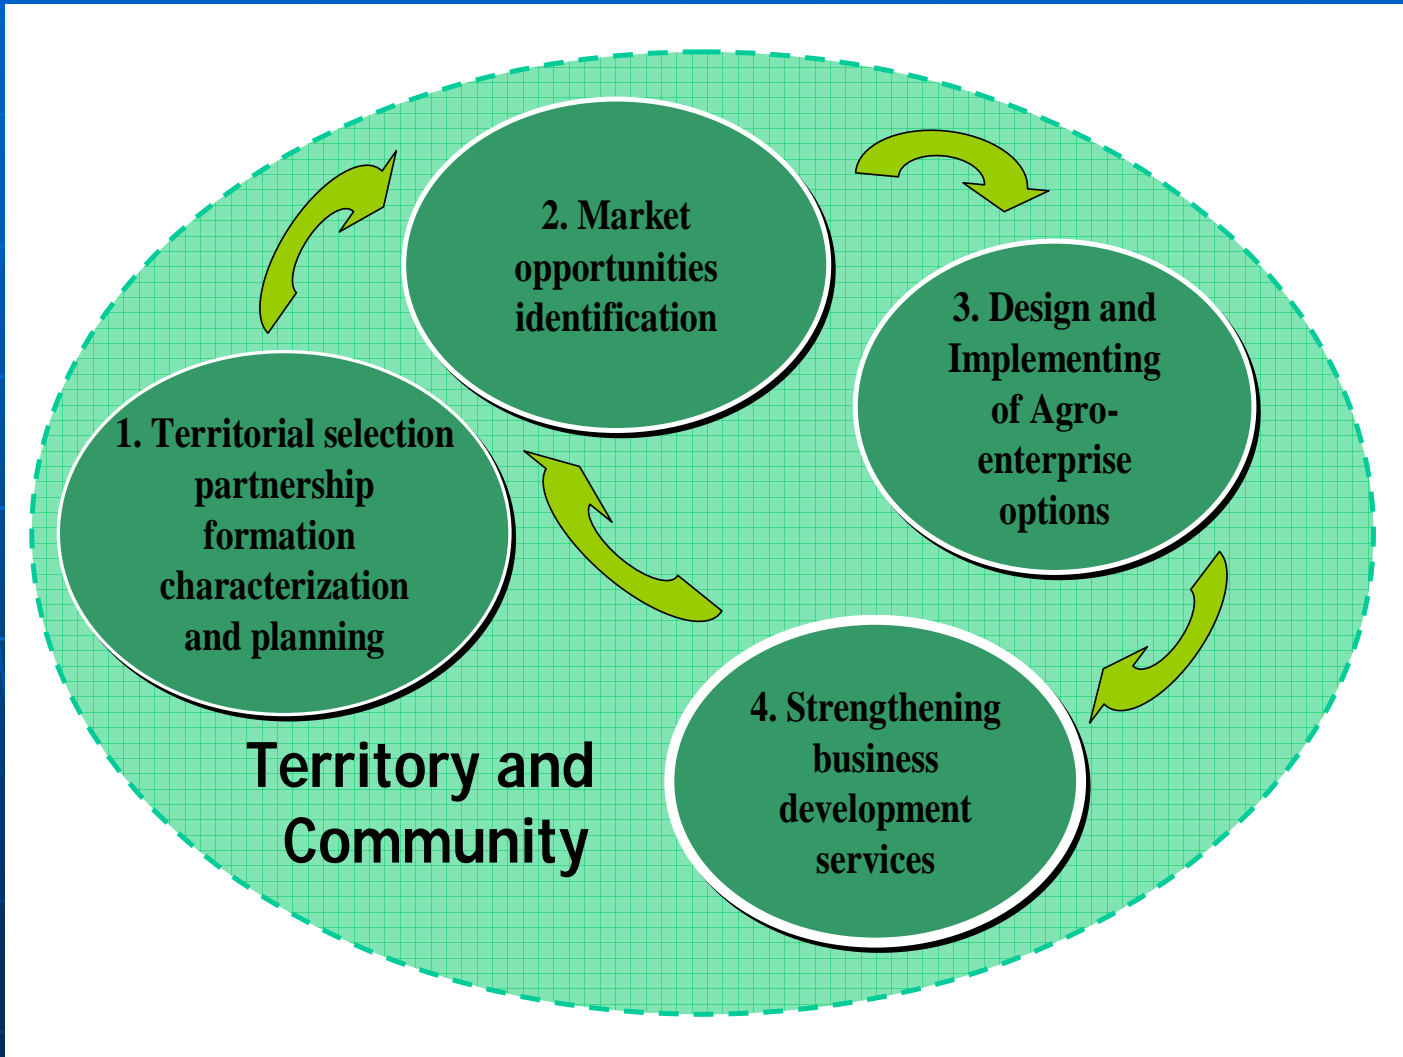 1. Territorial selection
partnership
formation
characterization
and planning
2. Market
opportunities
identification
3. Design and
Implementing
of Agro-
enterprise
options
4. Strengthening
business
development
services
Territory and
Community